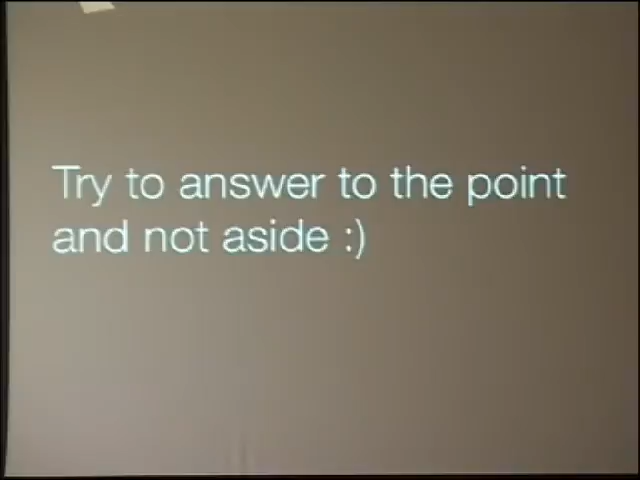 Try to answer to the point
and not aside :)